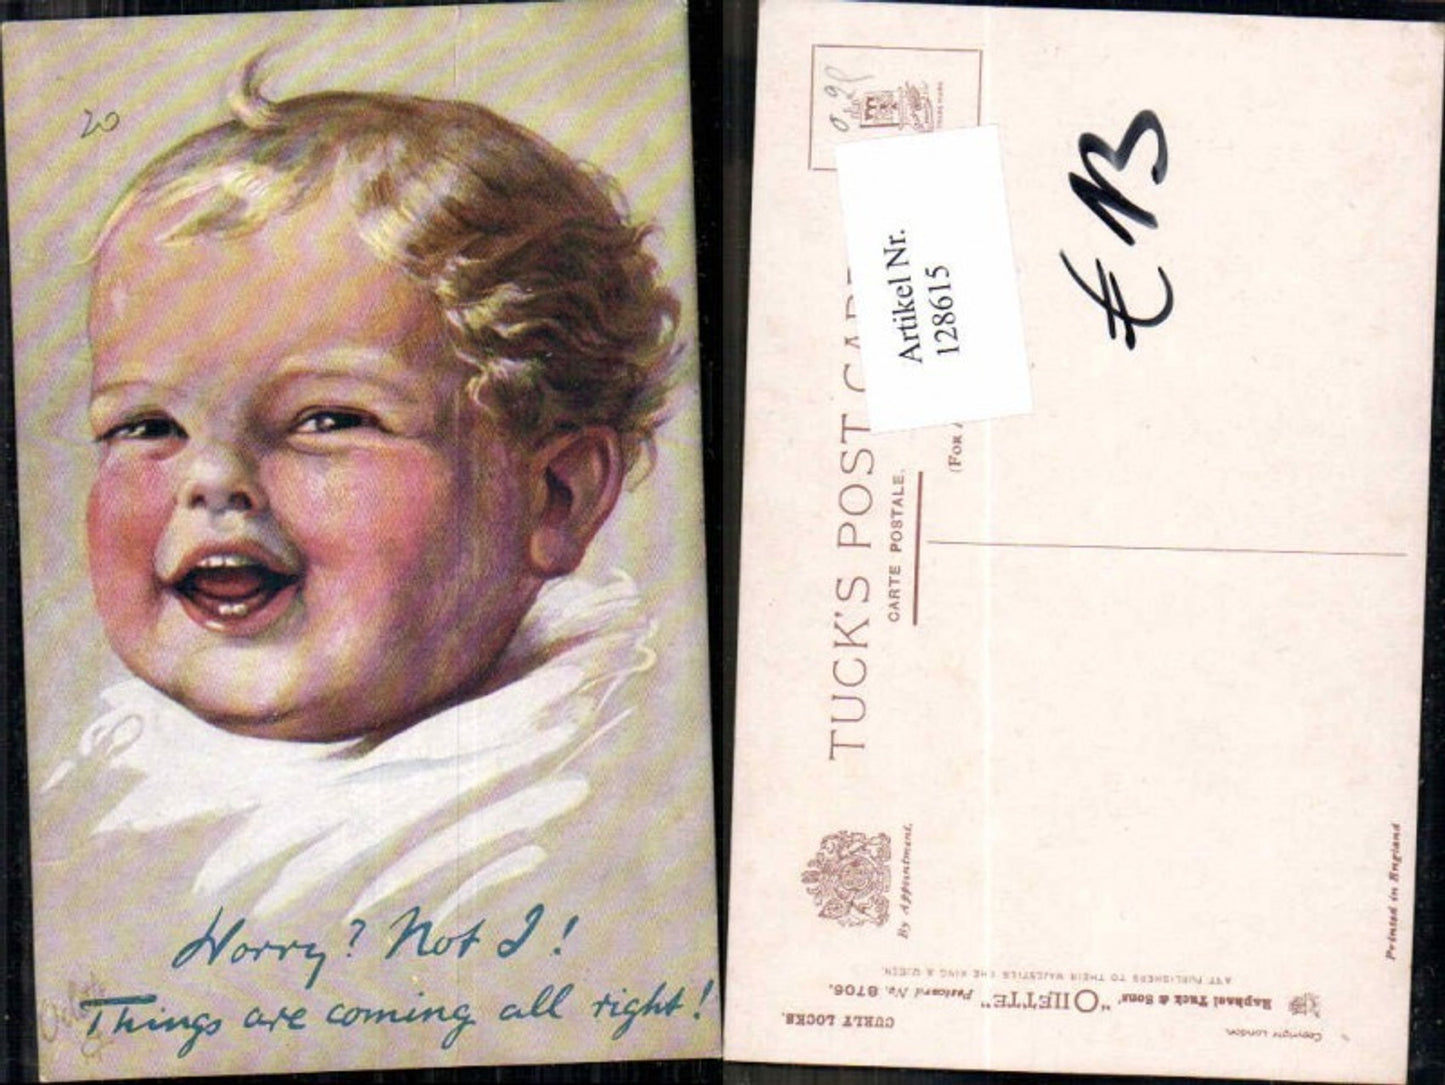 20
Worry? Not I!
Things are coming all right!
TUCK'S POST CARD
CARTE POSTALE.
(FOR
Artikel Nr.
128615
€ NB
By Appointment.
CURLY LOCKS.
Raphael Tuck & Sons' "OILETTE" Postcard No. 8706.
ART PUBLISHERS TO THEIR MAJESTIES THE KING & QUEEN.
Copyright London
Printed in England